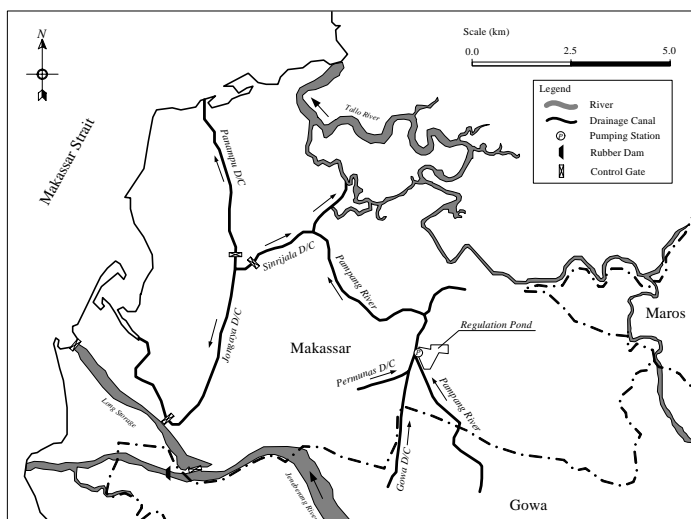 N
Scale (km)
0.0 2.5 5.0
Legend
River
Drainage Canal
P Pumping Station
Rubber Dam
Control Gate
Makassar Strait
Tallo River
Panampu D/C
Sinrijala D/C
Pampang River
Jongaya D/C
Makassar
Regulation Pond
P
Permunas D/C
Pampang River
Maros
Long Storage
Gowa D/C
Jeneberang River
Gowa